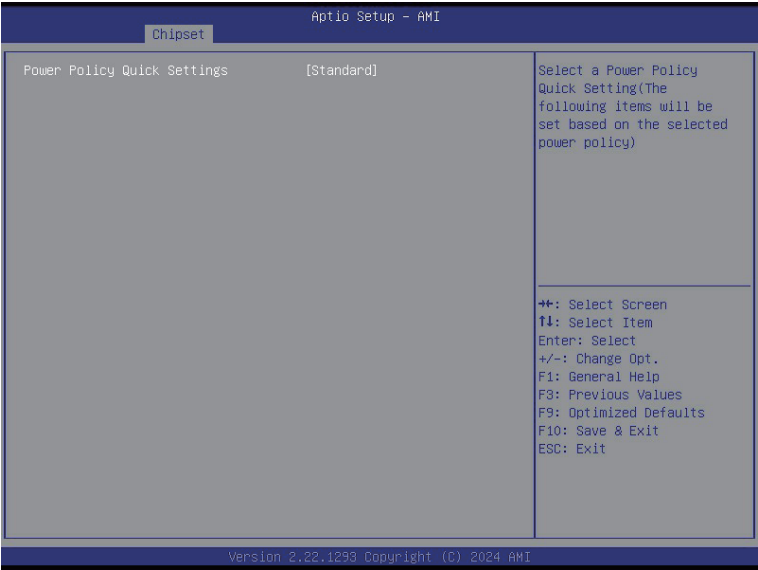 Aptio Setup – AMI
Chipset
Power Policy Quick Settings [Standard]
Select a Power Policy
Quick Setting(The
following items will be
set based on the selected
power policy)
→←: Select Screen
↑↓: Select Item
Enter: Select
+/-: Change Opt.
F1: General Help
F3: Previous Values
F9: Optimized Defaults
F10: Save & Exit
ESC: Exit
Version 2.22.1293 Copyright (C) 2024 AMI